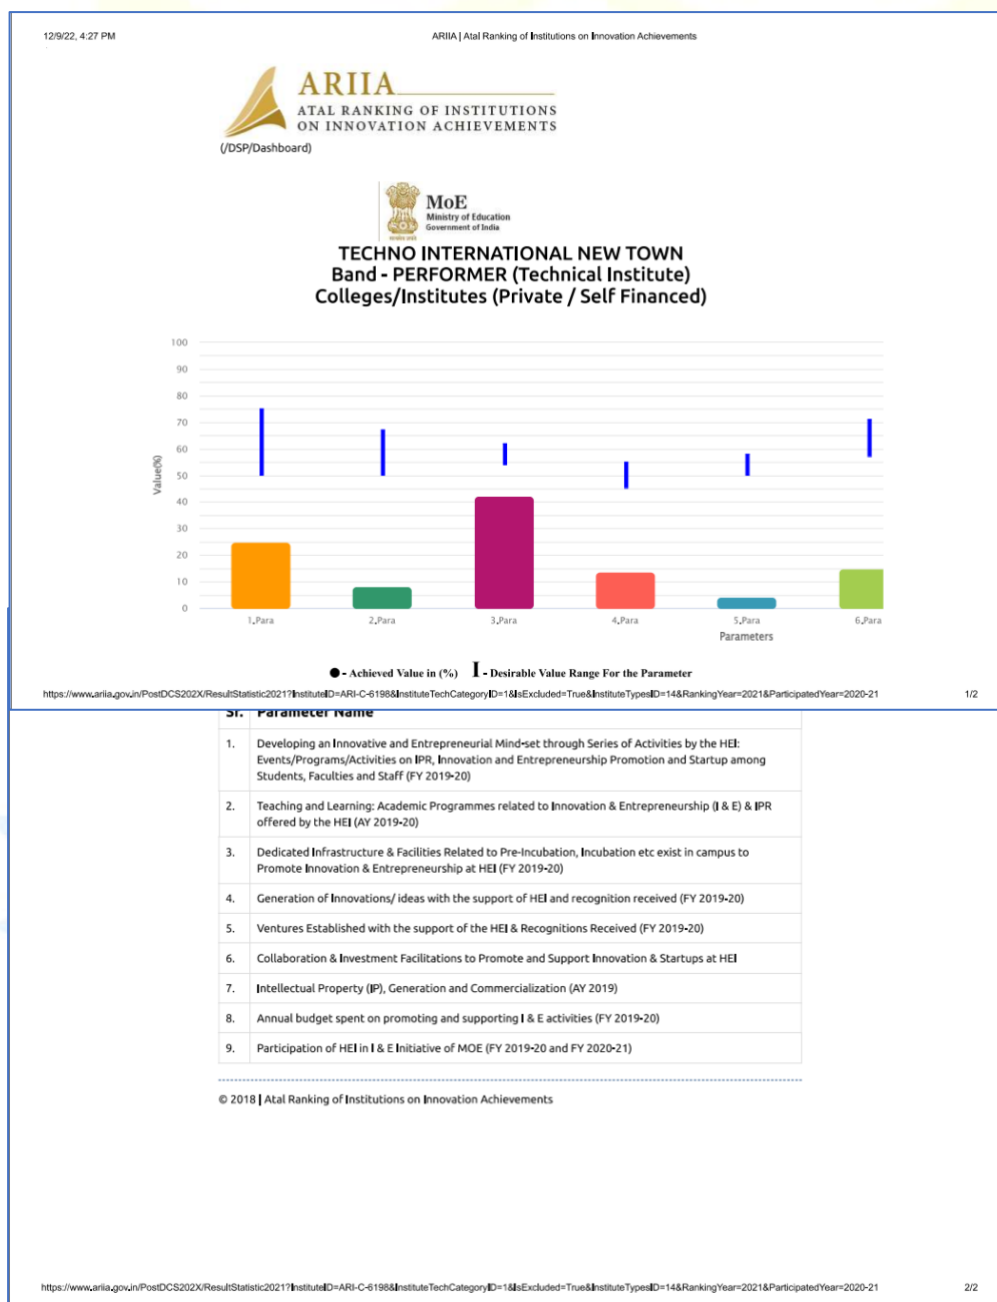 12/9/22, 4:27 PM
ARIIA | Atal Ranking of Institutions on Innovation Achievements
ARIIA
ATAL RANKING OF INSTITUTIONS
ON INNOVATION ACHIEVEMENTS
(/DSP/Dashboard)
MoE
Ministry of Education
Government of India
TECHNO INTERNATIONAL NEW TOWN
Band - PERFORMER (Technical Institute)
Colleges/Institutes (Private / Self Financed)
100
90
80
70
60
50
40
30
20
10
0
Value(%)
1.Para
2.Para
3.Para
4.Para
5.Para
6.Para
Parameters
- Achieved Value in (%)
I - Desirable Value Range For the Parameter
https://www.ariia.gov.in/PostDCS202X/ResultStatistic2021?InstituteID=ARI-C-6198&InstituteTechCategoryID=1&IsExcluded=True&InstituteTypesID=14&RankingYear=2021&ParticipatedYear=2020-21
1/2
Sr. Parameter Name
1. Developing an Innovative and Entrepreneurial Mind-set through Series of Activities by the HEI:
Events/Programs/Activities on IPR, Innovation and Entrepreneurship Promotion and Startup among
Students, Faculties and Staff (FY 2019-20)
2. Teaching and Learning: Academic Programmes related to Innovation & Entrepreneurship (I & E) & IPR
offered by the HEI (AY 2019-20)
3. Dedicated Infrastructure & Facilities Related to Pre-Incubation, Incubation etc exist in campus to
Promote Innovation & Entrepreneurship at HEI (FY 2019-20)
4. Generation of Innovations/ ideas with the support of HEI and recognition received (FY 2019-20)
5. Ventures Established with the support of the HEI & Recognitions Received (FY 2019-20)
6. Collaboration & Investment Facilitations to Promote and Support Innovation & Startups at HEI
7. Intellectual Property (IP), Generation and Commercialization (AY 2019)
8. Annual budget spent on promoting and supporting I & E activities (FY 2019-20)
9. Participation of HEI in I & E Initiative of MOE (FY 2019-20 and FY 2020-21)
© 2018 | Atal Ranking of Institutions on Innovation Achievements
https://www.ariia.gov.in/PostDCS202X/ResultStatistic2021?InstituteID=ARI-C-6198&InstituteTechCategoryID=1&IsExcluded=True&InstituteTypesID=14&RankingYear=2021&ParticipatedYear=2020-21
2/2